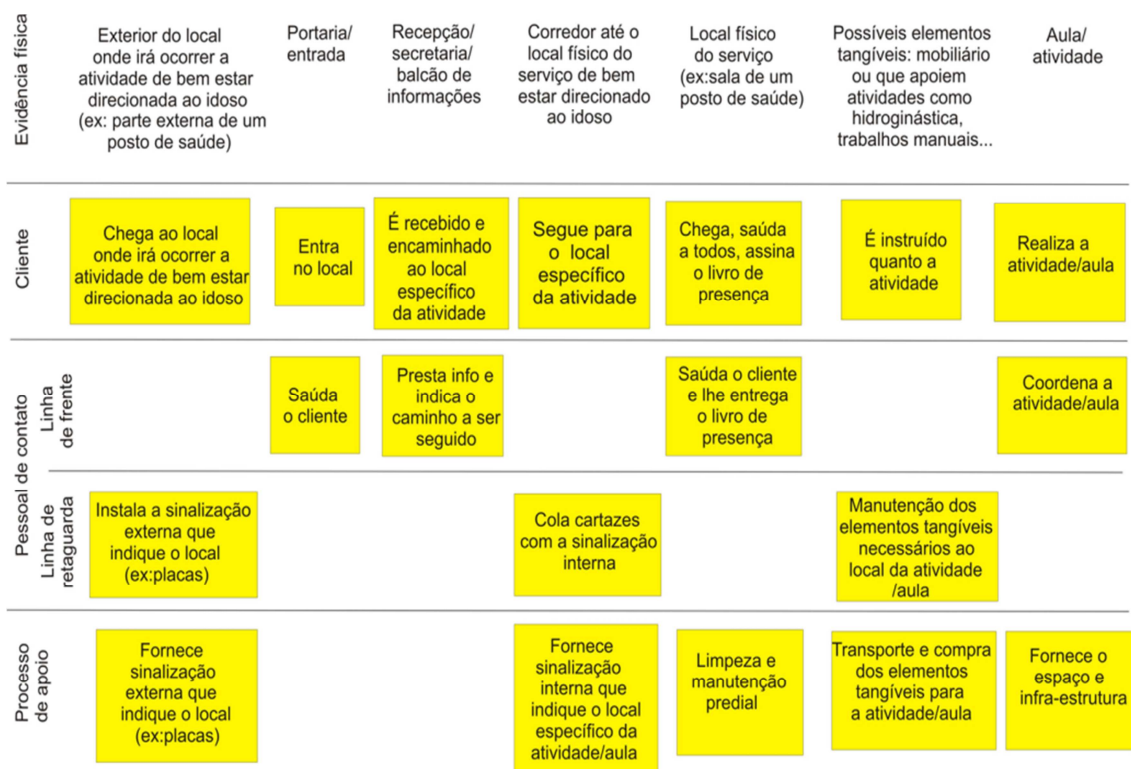 Evidência física
Exterior do local
onde irá ocorrer a
atividade de bem estar
direcionada ao idoso
(ex: parte externa de um
posto de saúde)
Portaria/
entrada
Recepção/
secretaria/
balcão de
informações
Corredor até o
local físico do
serviço de bem
estar direcionado
ao idoso
Local físico
do serviço
(ex:sala de um
posto de saúde)
Possíveis elementos
tangíveis: mobiliário
ou que apoiem
atividades como
hidroginástica,
trabalhos manuais...
Aula/
atividade
Cliente
Chega ao local
onde irá ocorrer a
atividade de bem estar
direcionada ao idoso
Entra
no local
É recebido e
encaminhado
ao local
específico
da atividade
Segue para
o local
específico
da atividade
Chega, saúda
a todos, assina
o livro de
presença
É instruído
quanto a
atividade
Realiza a
atividade/aula
Pessoal de contato
Linha
de frente
Saúda
o cliente
Presta info e
indica o
caminho a ser
seguido
Saúda o cliente
e lhe entrega
o livro de
presença
Coordena a
atividade/aula
Linha de
retaguarda
Instala a sinalização
externa que
indique o local
(ex:placas)
Cola cartazes
com a sinalização
interna
Manutenção dos
elementos tangíveis
necessários ao
local da atividade
/aula
Processo
de apoio
Fornece
sinalização
externa que
indique o local
(ex:placas)
Fornece
sinalização
interna que
indique o local
específico da
atividade/aula
Limpeza e
manutenção
predial
Transporte e compra
dos elementos
tangíveis para
a atividade/aula
Fornece o
espaço e
infra-estrutura